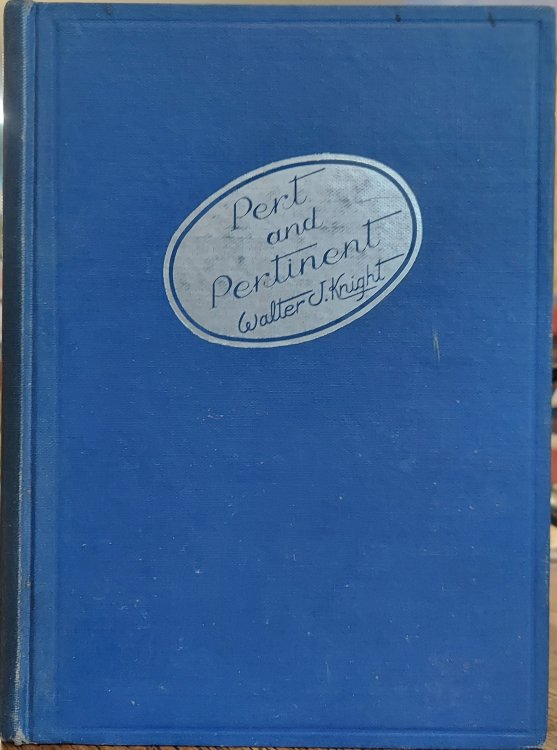 Pert
and
Pertinent
Walter J. Knight